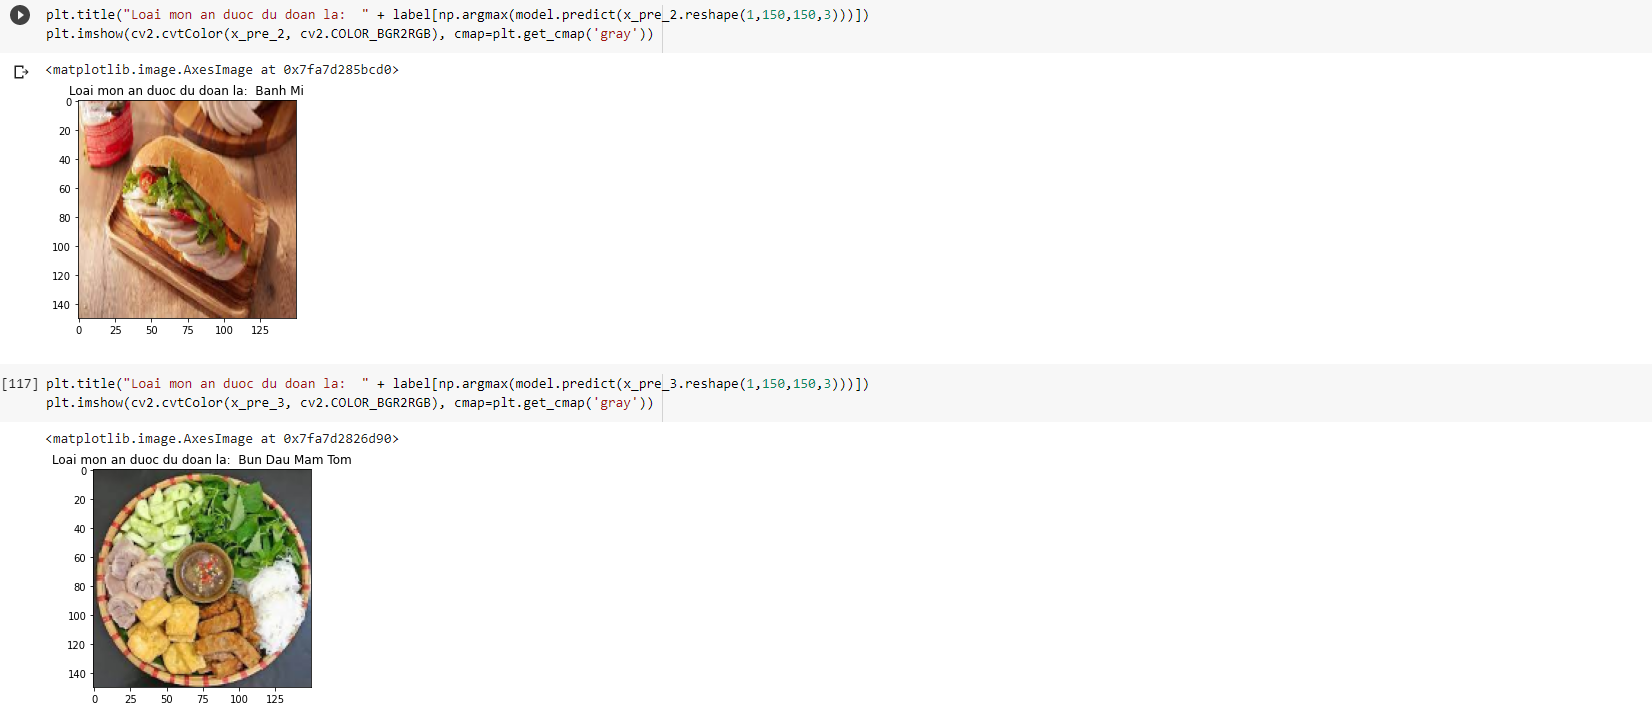 plt.title("Loai mon an duoc du doan la:  " + label[np.argmax(model.predict(x_pre_2.reshape(1,150,150,3)))])
plt.imshow(cv2.cvtColor(x_pre_2, cv2.COLOR_BGR2RGB), cmap=plt.get_cmap('gray'))
<matplotlib.image.AxesImage at 0x7fa7d285bcd0>
Loai mon an duoc du doan la:  Banh Mi
0
20
40
60
80
100
120
140
0 25 50 75 100 125
[117] plt.title("Loai mon an duoc du doan la:  " + label[np.argmax(model.predict(x_pre_3.reshape(1,150,150,3)))])
plt.imshow(cv2.cvtColor(x_pre_3, cv2.COLOR_BGR2RGB), cmap=plt.get_cmap('gray'))
<matplotlib.image.AxesImage at 0x7fa7d2826d90>
Loai mon an duoc du doan la:  Bun Dau Mam Tom
0
20
40
60
80
100
120
140
0 25 50 75 100 125